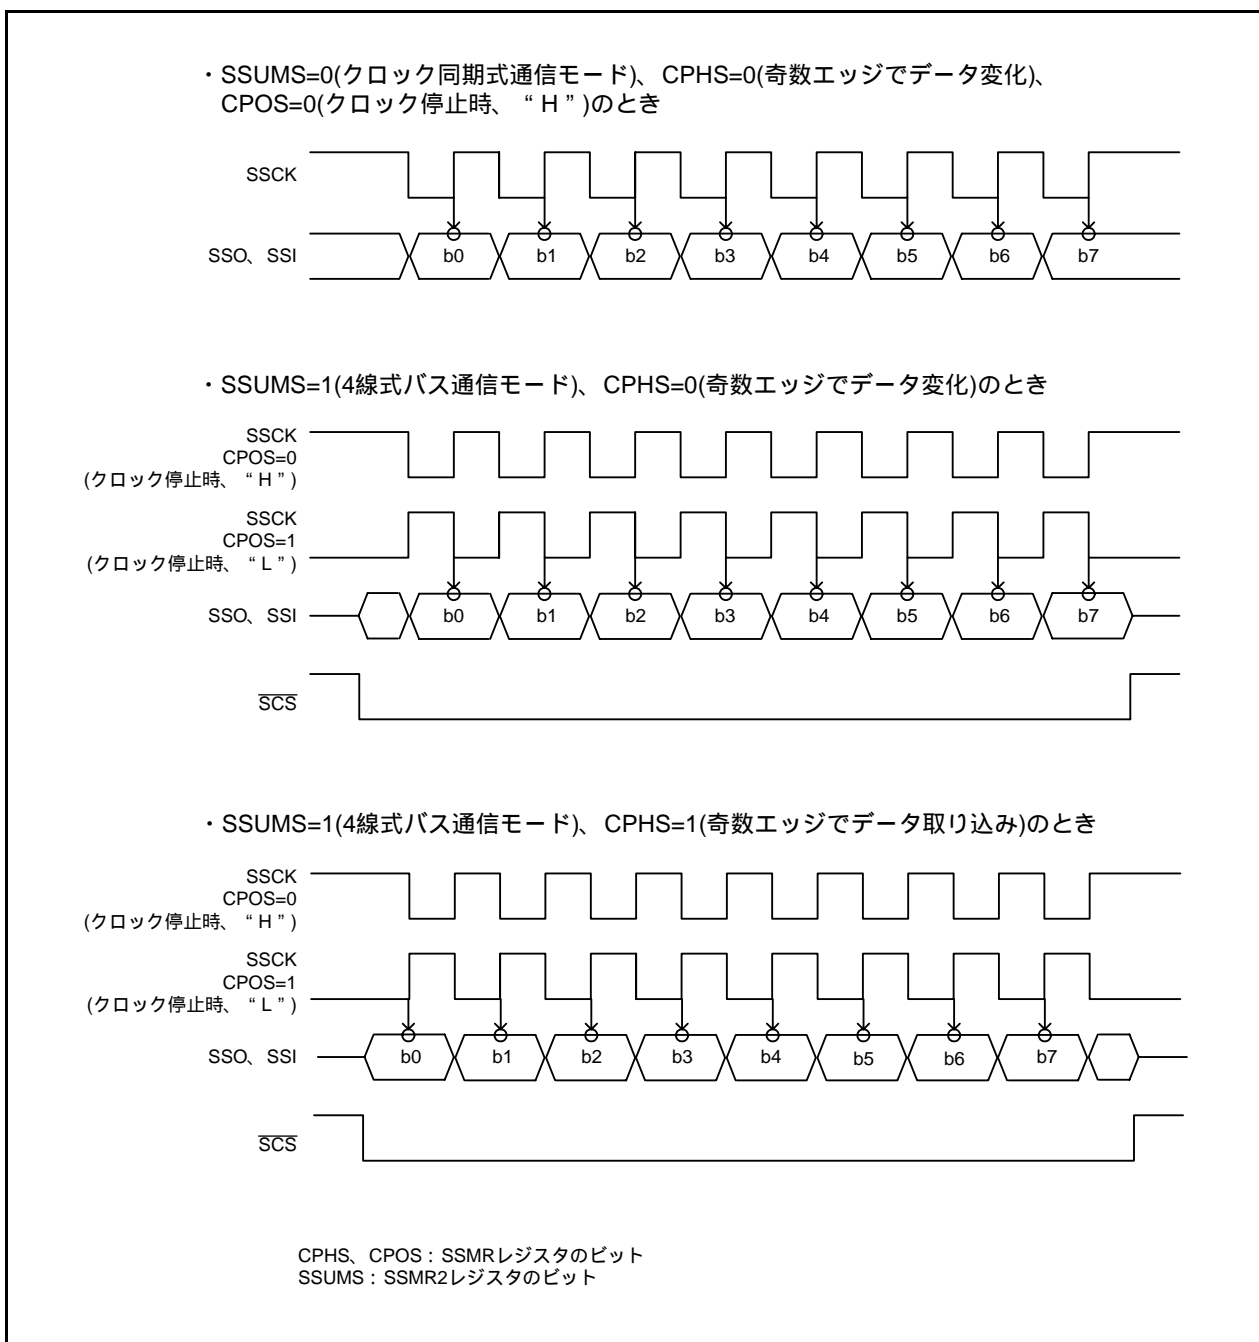 ・SSUMS=0(クロック同期式通信モード)、CPHS=0(奇数エッジでデータ変化)、
CPOS=0(クロック停止時、“H”)のとき
SSCK
SSO、SSI
b0 b1 b2 b3 b4 b5 b6 b7
・SSUMS=1(4線式バス通信モード)、CPHS=0(奇数エッジでデータ変化)のとき
SSCK
CPOS=0
(クロック停止時、“H”)
SSCK
CPOS=1
(クロック停止時、“L”)
SSO、SSI
b0 b1 b2 b3 b4 b5 b6 b7
SCS
・SSUMS=1(4線式バス通信モード)、CPHS=1(奇数エッジでデータ取り込み)のとき
SSCK
CPOS=0
(クロック停止時、“H”)
SSCK
CPOS=1
(クロック停止時、“L”)
SSO、SSI
b0 b1 b2 b3 b4 b5 b6 b7
SCS
CPHS、CPOS：SSMRレジスタのビット
SSUMS：SSMR2レジスタのビット